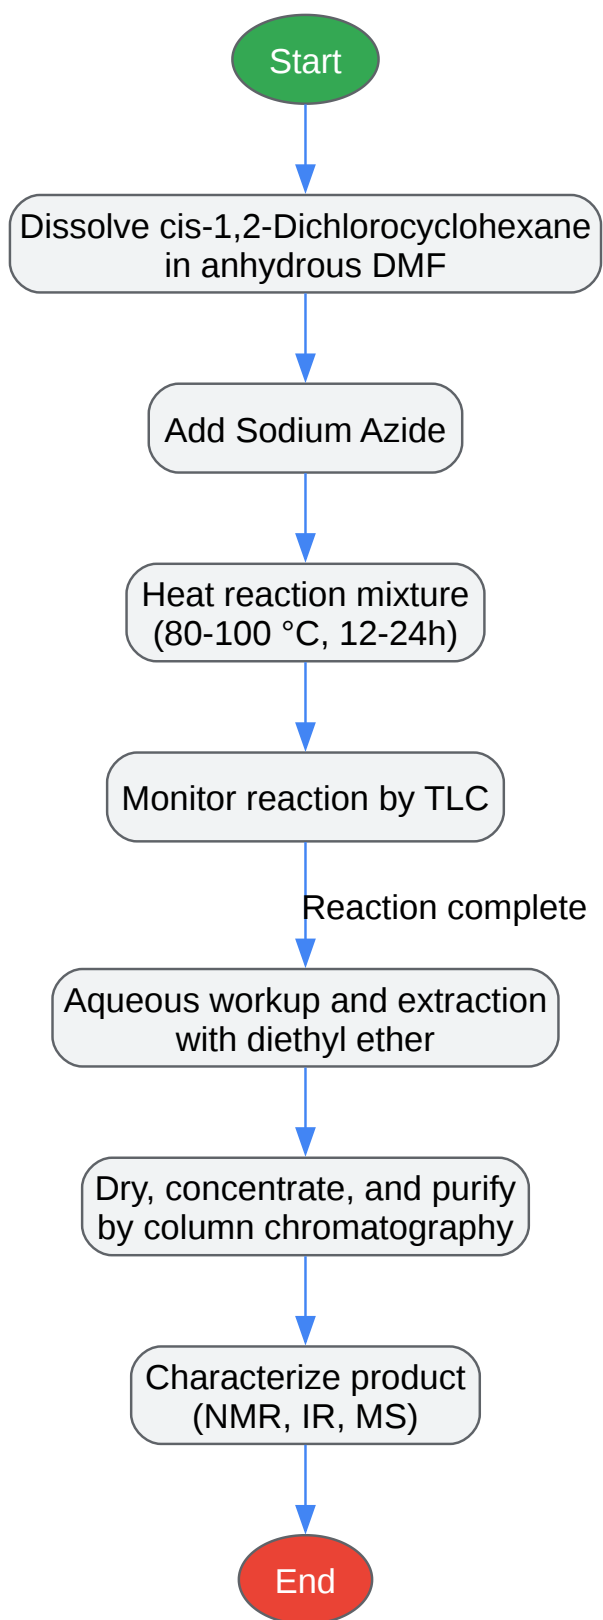 Start
Dissolve cis-1,2-Dichlorocyclohexane
in anhydrous DMF
Add Sodium Azide
Heat reaction mixture
(80-100 °C, 12-24h)
Monitor reaction by TLC
Reaction complete
Aqueous workup and extraction
with diethyl ether
Dry, concentrate, and purify
by column chromatography
Characterize product
(NMR, IR, MS)
End